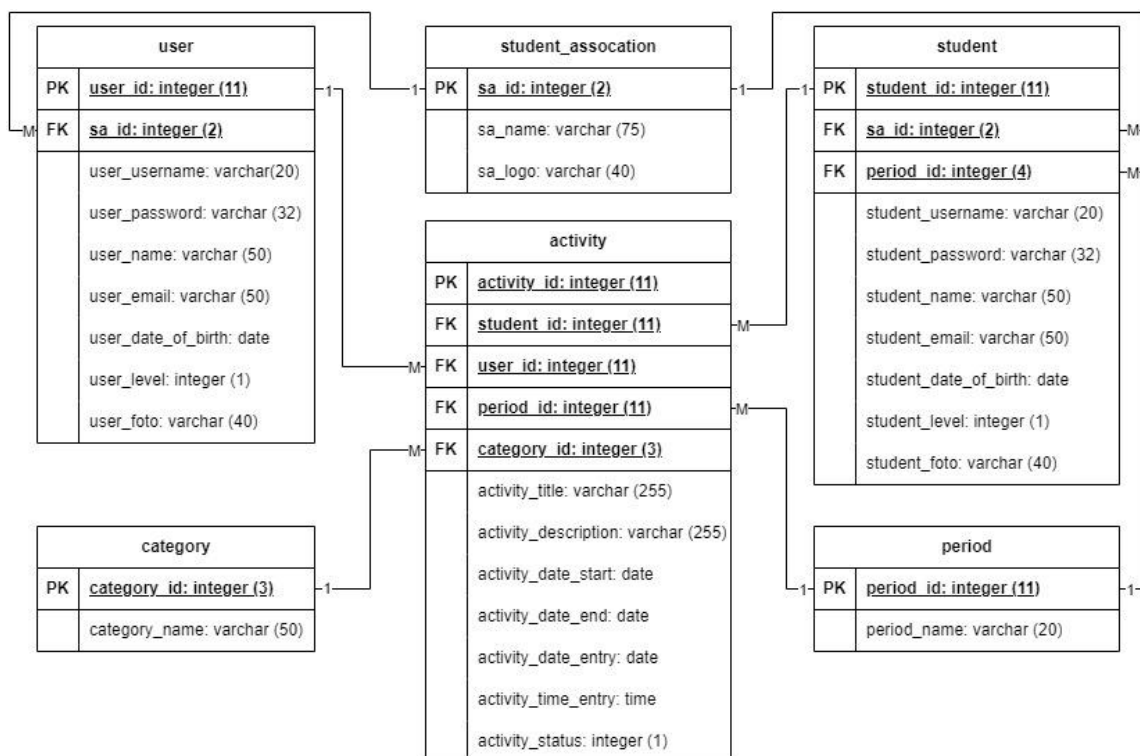 user
PK user_id: integer (11)
FK sa_id: integer (2)
user_username: varchar(20)
user_password: varchar (32)
user_name: varchar (50)
user_email: varchar (50)
user_date_of_birth: date
user_level: integer (1)
user_foto: varchar (40)
1
M
student_assocation
PK sa_id: integer (2)
sa_name: varchar (75)
sa_logo: varchar (40)
1
1
student
PK student_id: integer (11)
FK sa_id: integer (2)
FK period_id: integer (4)
student_username: varchar (20)
student_password: varchar (32)
student_name: varchar (50)
student_email: varchar (50)
student_date_of_birth: date
student_level: integer (1)
student_foto: varchar (40)
1
M
M
activity
PK activity_id: integer (11)
FK student_id: integer (11)
FK user_id: integer (11)
FK period_id: integer (11)
FK category_id: integer (3)
activity_title: varchar (255)
activity_description: varchar (255)
activity_date_start: date
activity_date_end: date
activity_date_entry: date
activity_time_entry: time
activity_status: integer (1)
M
M
M
M
category
PK category_id: integer (3)
category_name: varchar (50)
1
period
PK period_id: integer (11)
period_name: varchar (20)
1
1